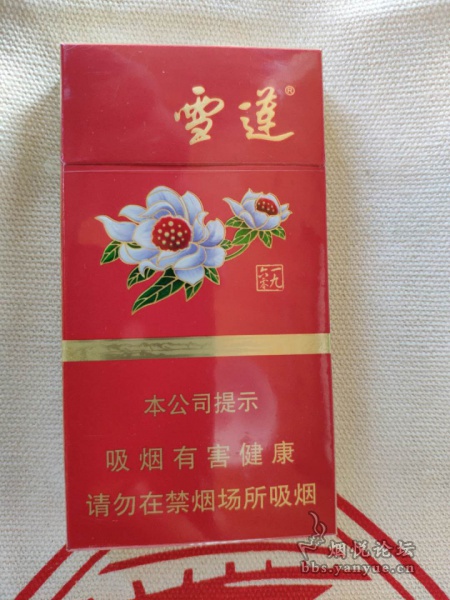 雪莲®
本公司提示
吸烟有害健康
请勿在禁烟场所吸烟
烟悦论坛
bbs.yanyue.cn